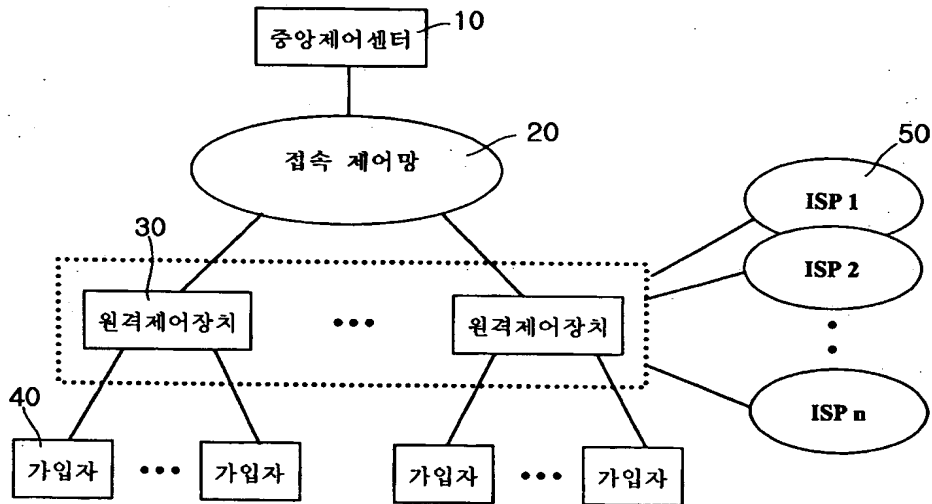 중앙제어센터
10
접속 제어망
20
50
ISP 1
30
ISP 2
원격제어장치
원격제어장치
ISP n
40
가입자
가입자
가입자
가입자